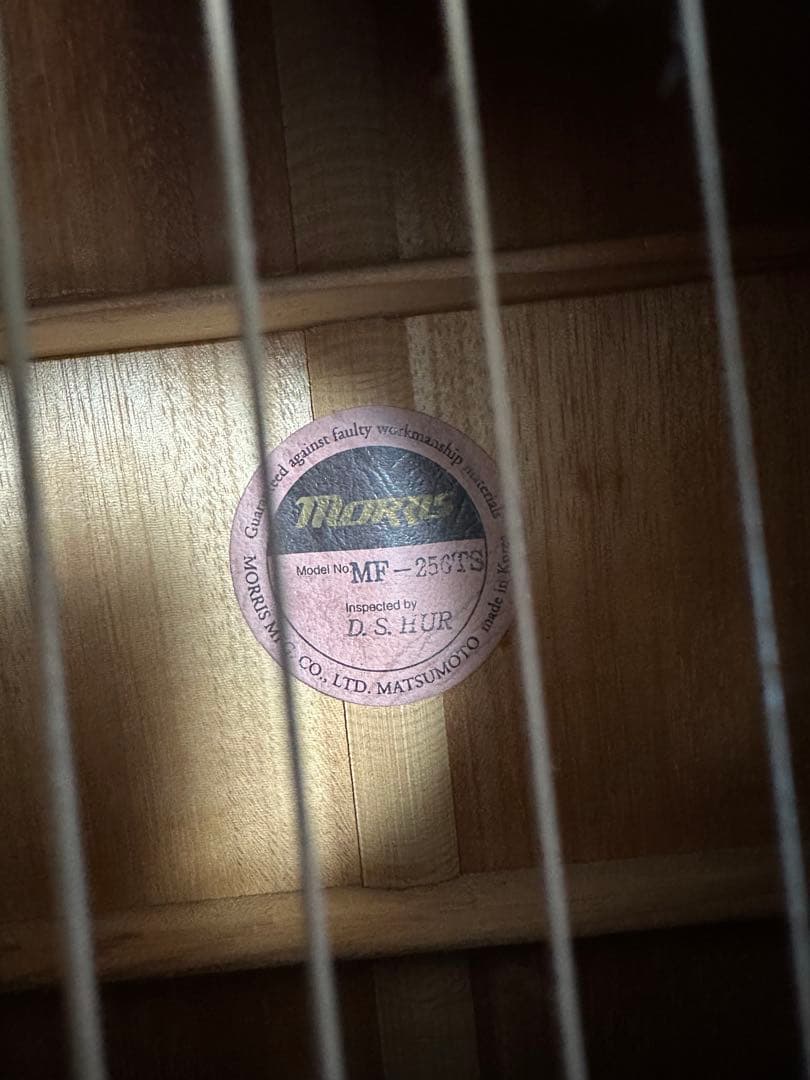 Guaranteed against faulty workmanship materials
MORRIS
Model No MF-250TS
Inspected by
D. S. HUR
MORRIS MFG. CO., LTD. MATSUMOTO
made in Korea